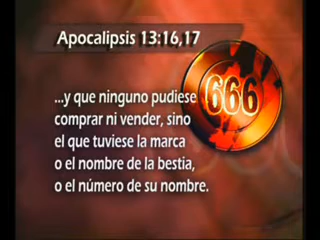 Apocalipsis 13:16,17
666
...y que ninguno pudiese
comprar ni vender, sino
el que tuviese la marca
o el nombre de la bestia,
o el número de su nombre.